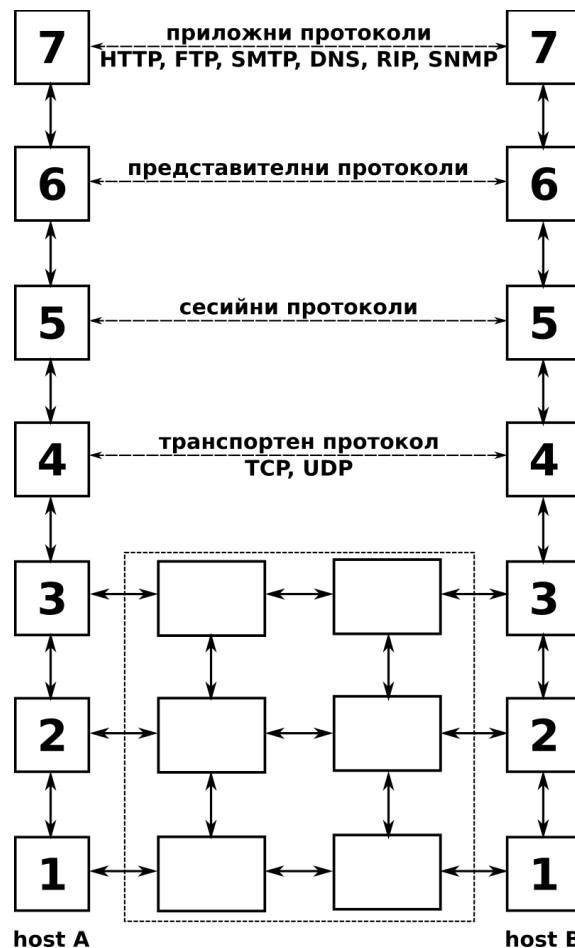 7 приложни протоколи 7
HTTP, FTP, SMTP, DNS, RIP, SNMP
6 представителни протоколи 6
5 сесийни протоколи 5
4 транспортен протокол 4
TCP, UDP
3 3
2 2
1 1
host A host B